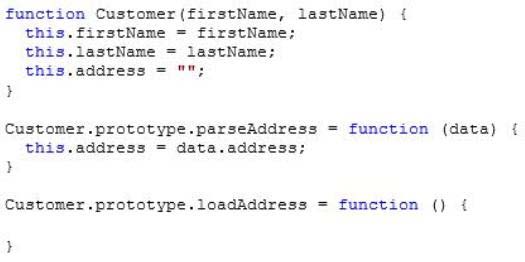 function Customer(firstName, lastName) {
  this.firstName = firstName;
  this.lastName = lastName;
  this.address = "";
}

Customer.prototype.parseAddress = function (data) {
  this.address = data.address;
}

Customer.prototype.loadAddress = function () {

}